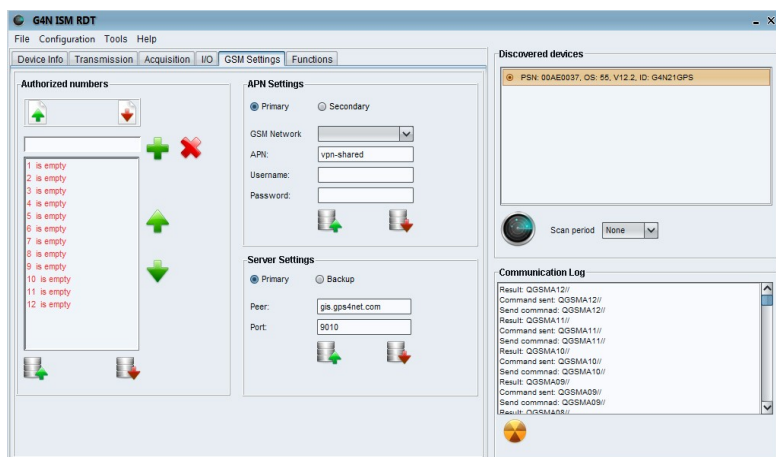 G4N ISM RDT
File Configuration Tools Help
Device Info Transmission Acquisition I/O GSM Settings Functions
Authorized numbers
1 is empty
2 is empty
3 is empty
4 is empty
5 is empty
6 is empty
7 is empty
8 is empty
9 is empty
10 is empty
11 is empty
12 is empty
APN Settings
Primary Secondary
GSM Network
APN: vpn-shared
Username:
Password:
Server Settings
Primary Backup
Peer: gis.gps4net.com
Port: 9010
Discovered devices
PSN: 00AE0037, OS: 55, V12.2, ID: G4N21GPS
Scan period None
Communication Log
Result: QGSMA12//
Command sent: QGSMA12//
Send commnad: QGSMA12//
Result: QGSMA11//
Command sent: QGSMA11//
Send commnad: QGSMA11//
Result: QGSMA10//
Command sent: QGSMA10//
Send commnad: QGSMA10//
Result: QGSMA09//
Command sent: QGSMA09//
Send commnad: QGSMA09//
Result: QGSMA08//